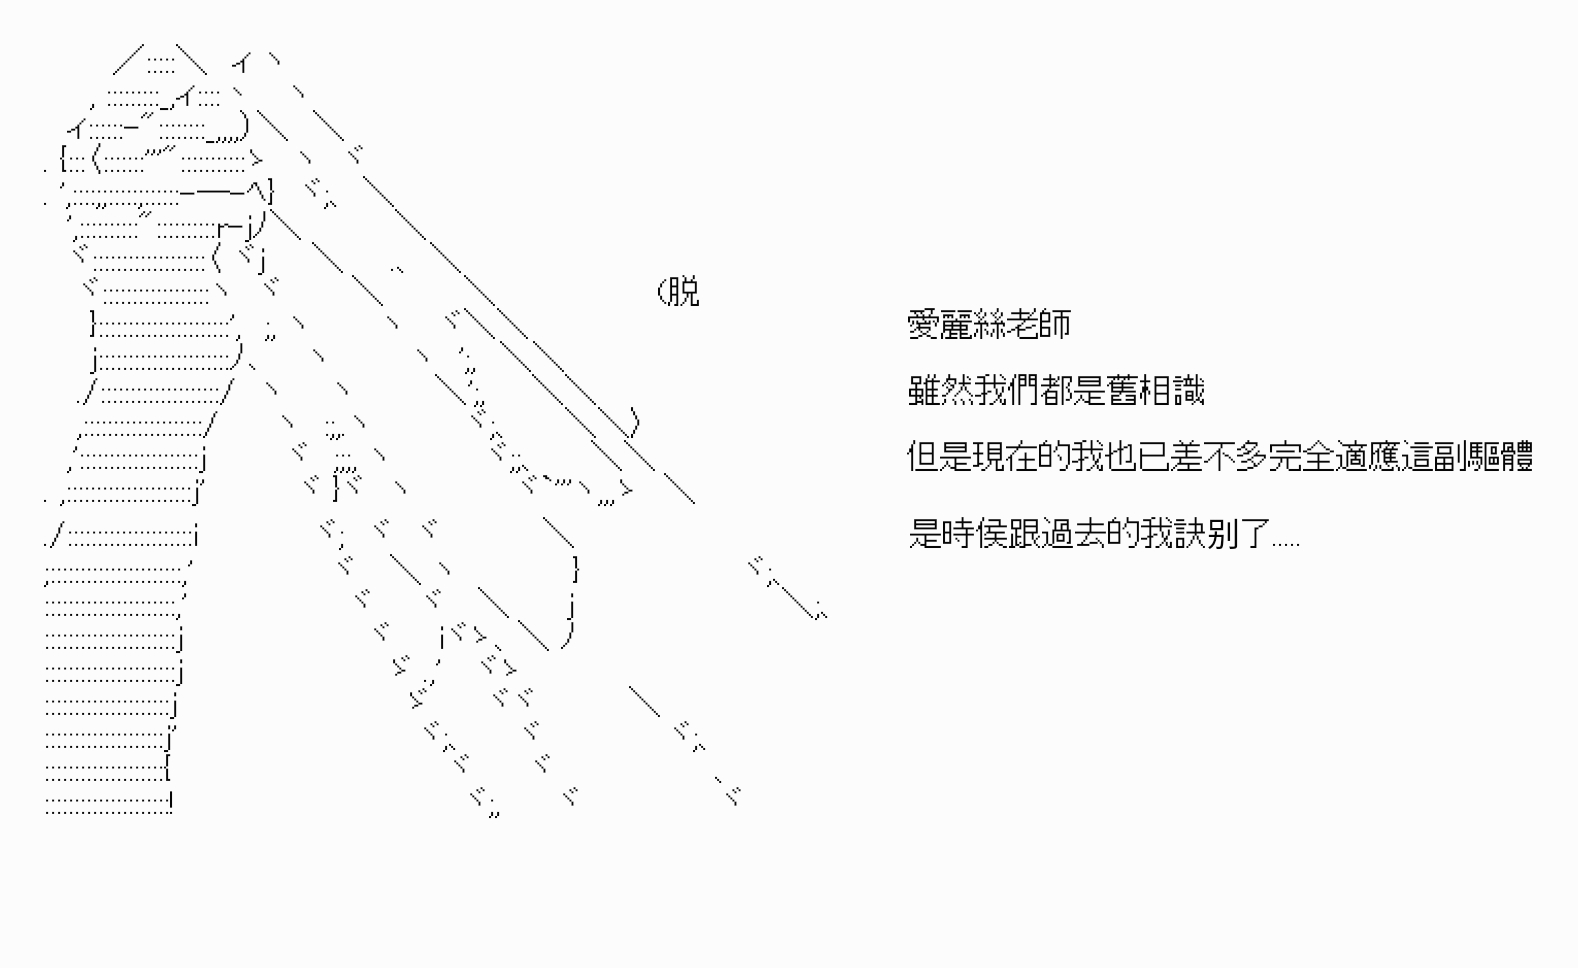 (脱
愛麗絲老師
雖然我們都是舊相識
但是現在的我也已差不多完全適應這副驅體
是時侯跟過去的我訣別了.....